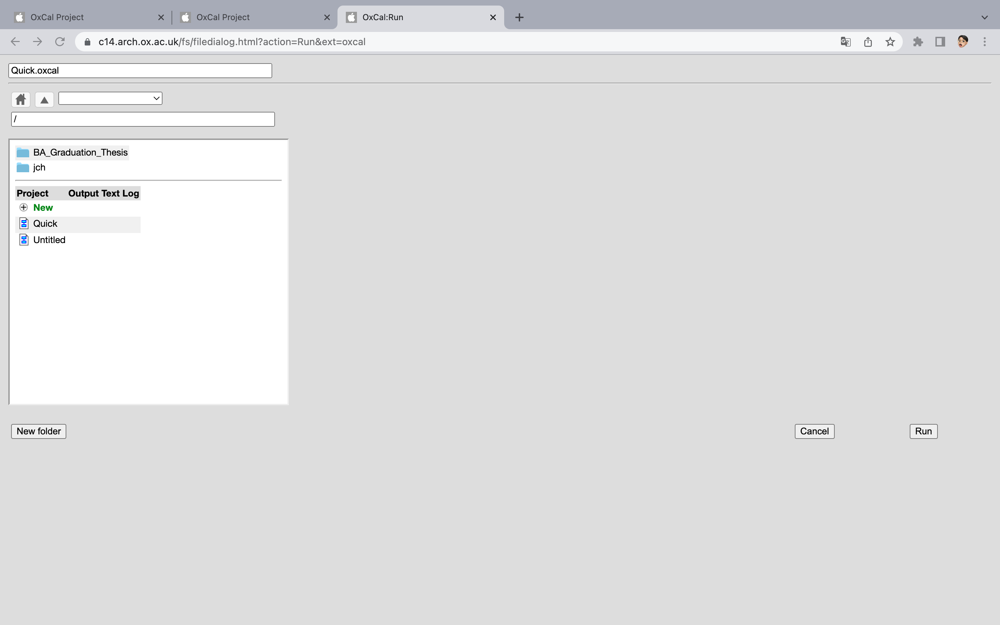 OxCal Project
OxCal Project
OxCal:Run
c14.arch.ox.ac.uk/fs/filedialog.html?action=Run&ext=oxcal
Quick.oxcal
/
BA_Graduation_Thesis
jch
Project Output Text Log
New
Quick
Untitled
New folder Cancel Run